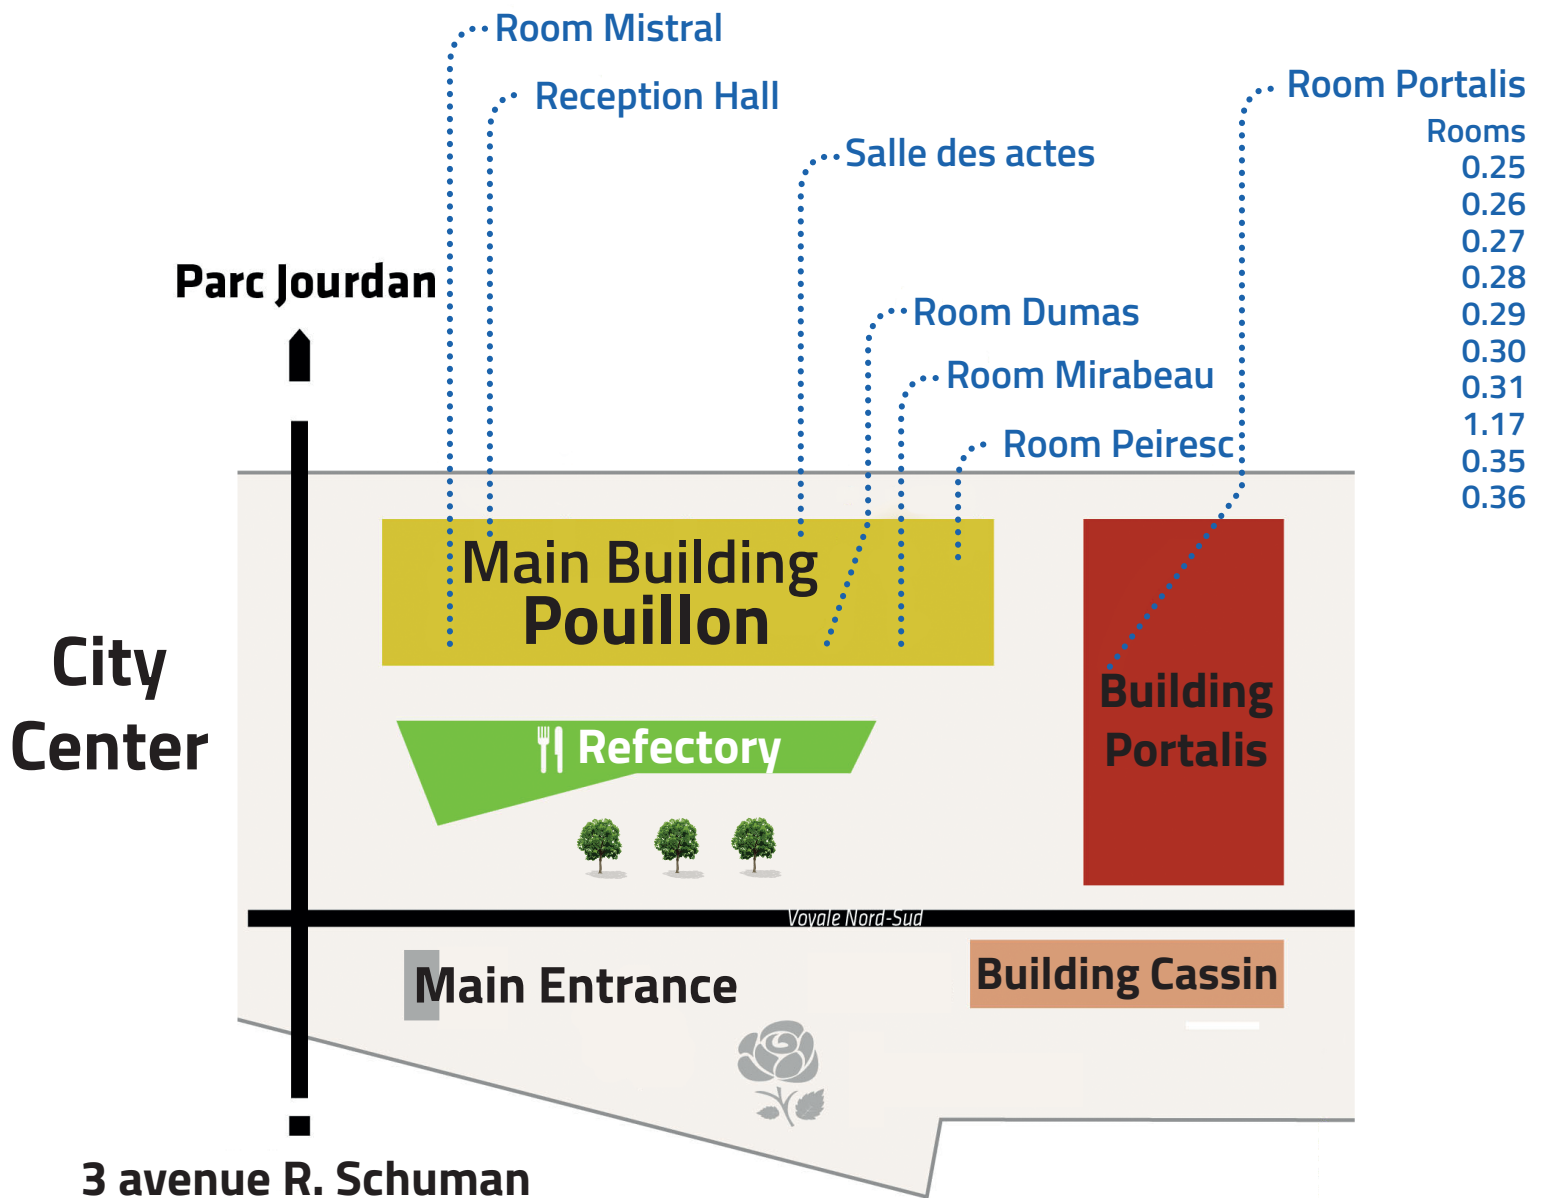 Room Mistral
Reception Hall
Room Portalis
Rooms
0.25
0.26
0.27
0.28
0.29
0.30
0.31
1.17
0.35
0.36
Salle des actes
Parc Jourdan
Room Dumas
Room Mirabeau
Room Peiresc
Main Building
Pouillon
City
Center
Building
Portalis
Refectory
Voyale Nord-Sud
Main Entrance
Building Cassin
3 avenue R. Schuman